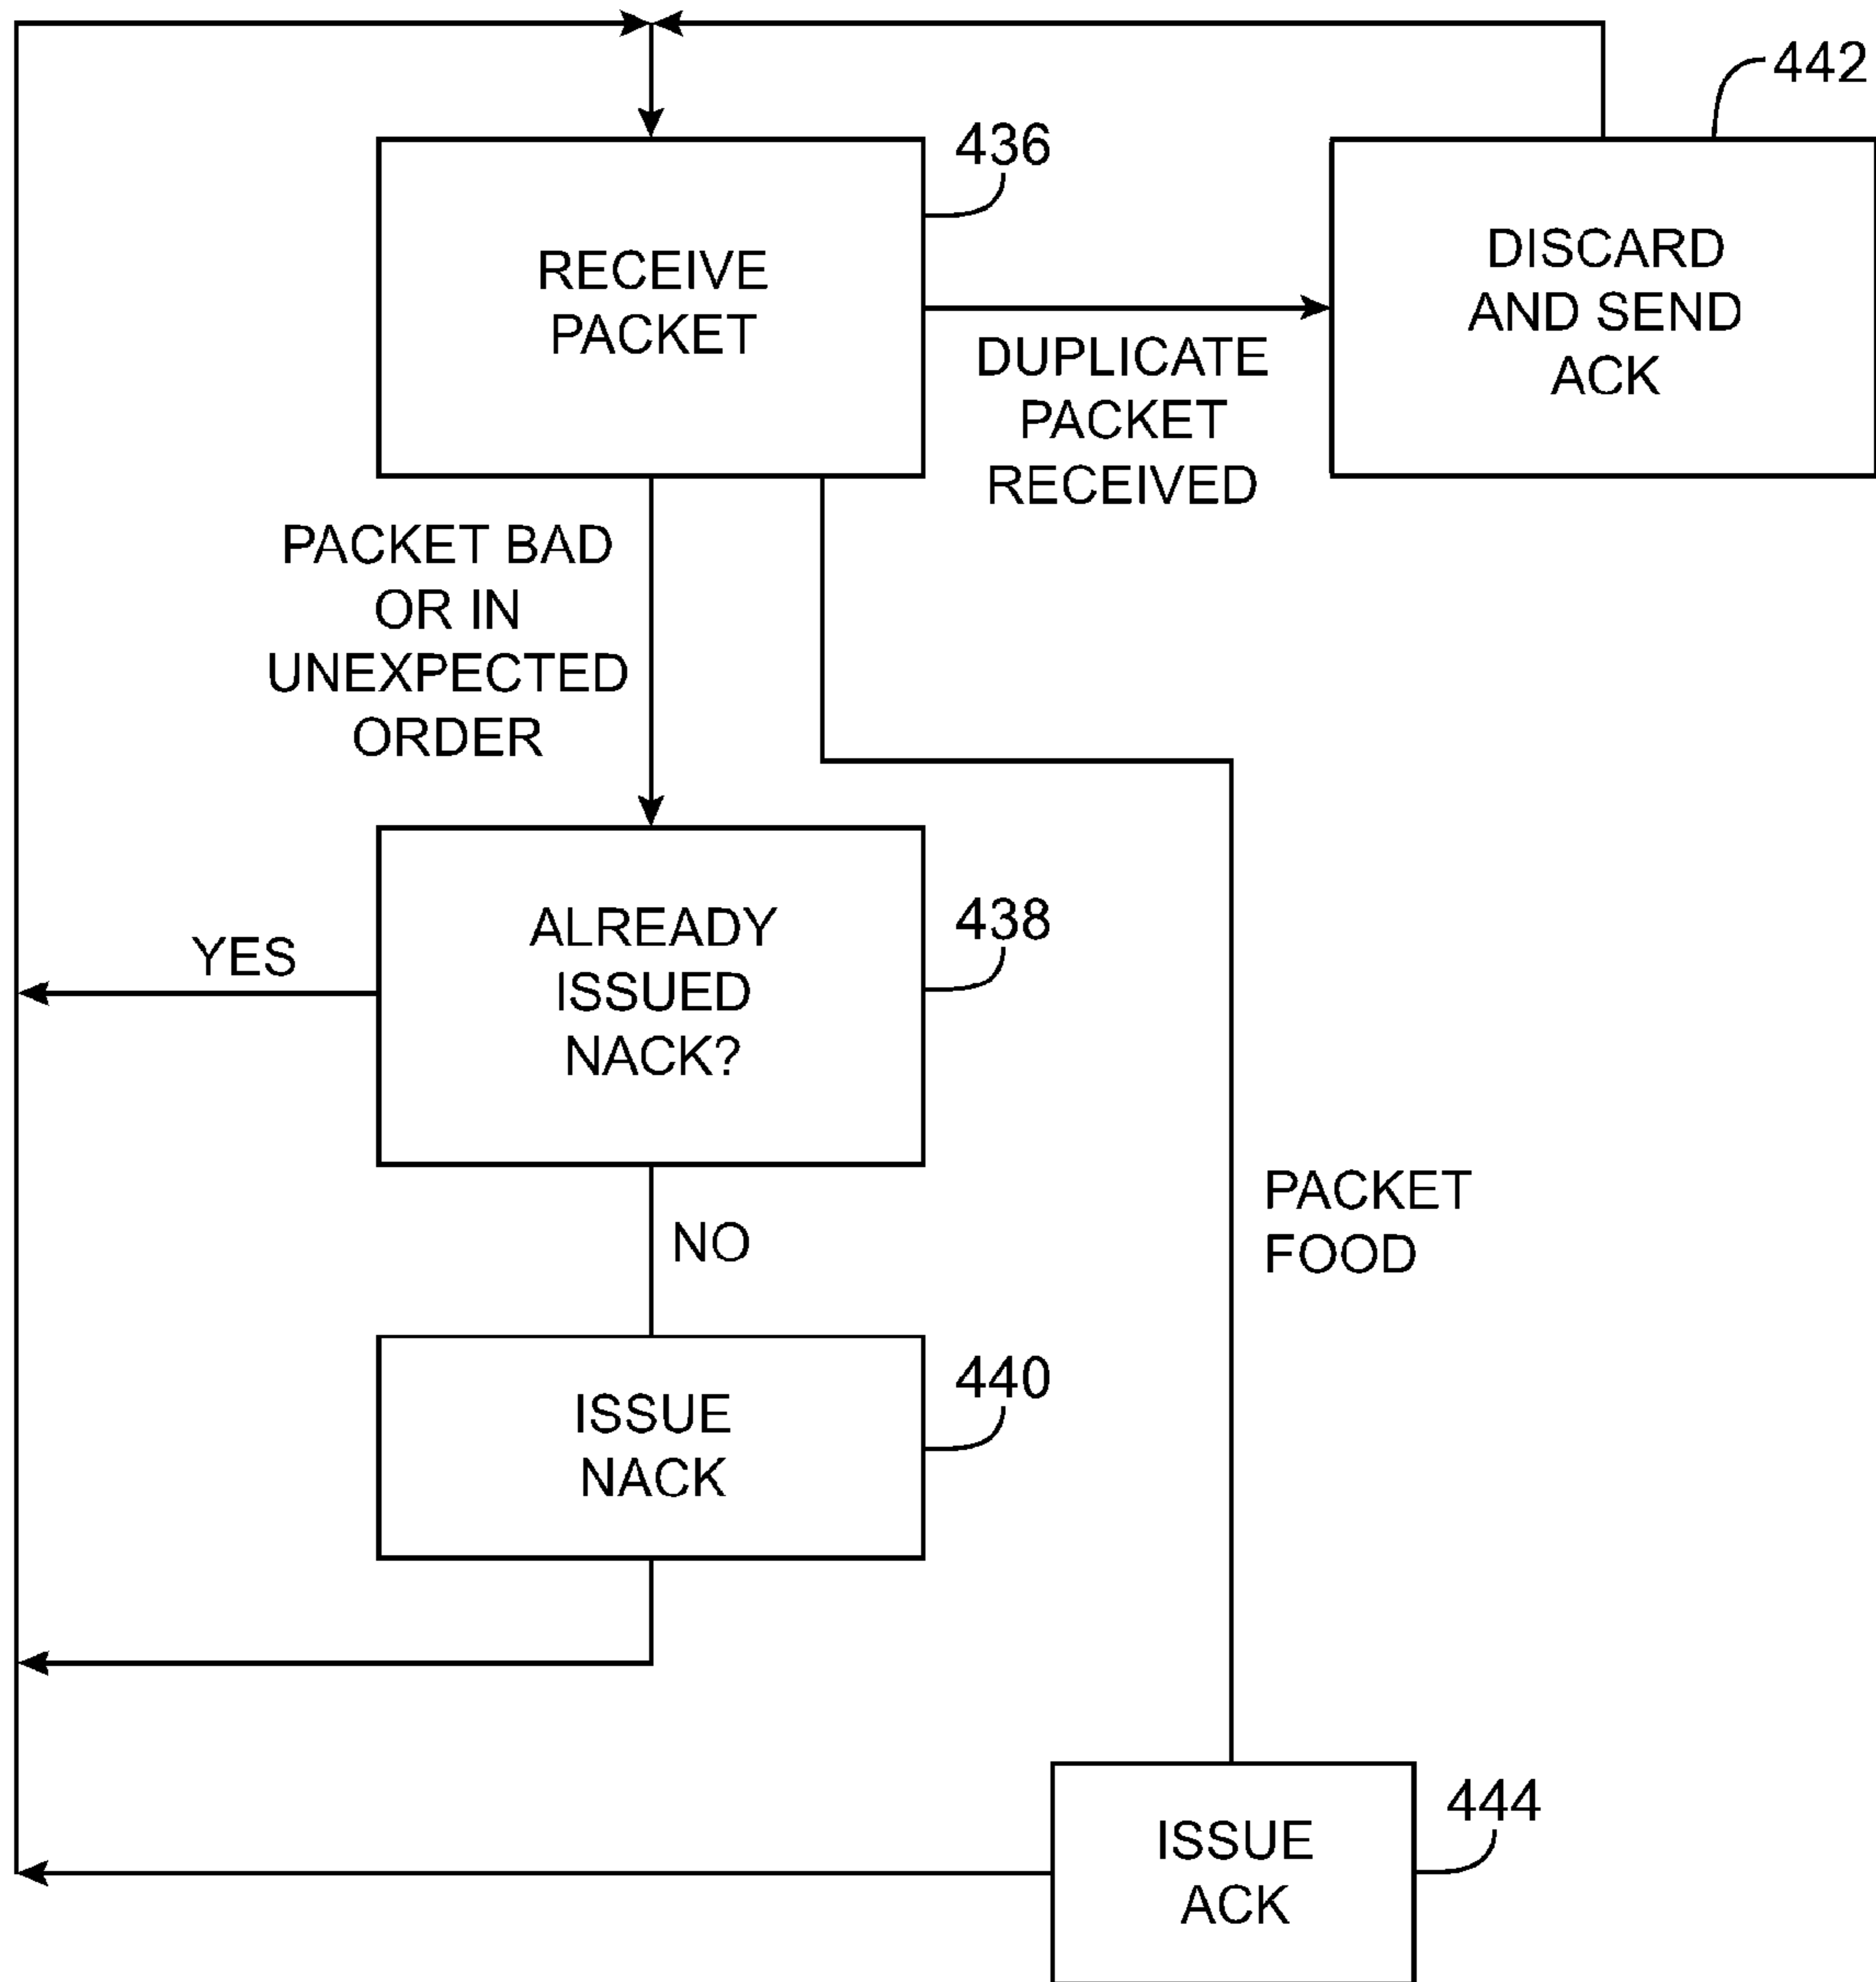 442
436
RECEIVE
PACKET
DISCARD
AND SEND
ACK
DUPLICATE
PACKET
RECEIVED
PACKET BAD
OR IN
UNEXPECTED
ORDER
438
ALREADY
ISSUED
NACK?
YES
NO
PACKET
FOOD
440
ISSUE
NACK
444
ISSUE
ACK